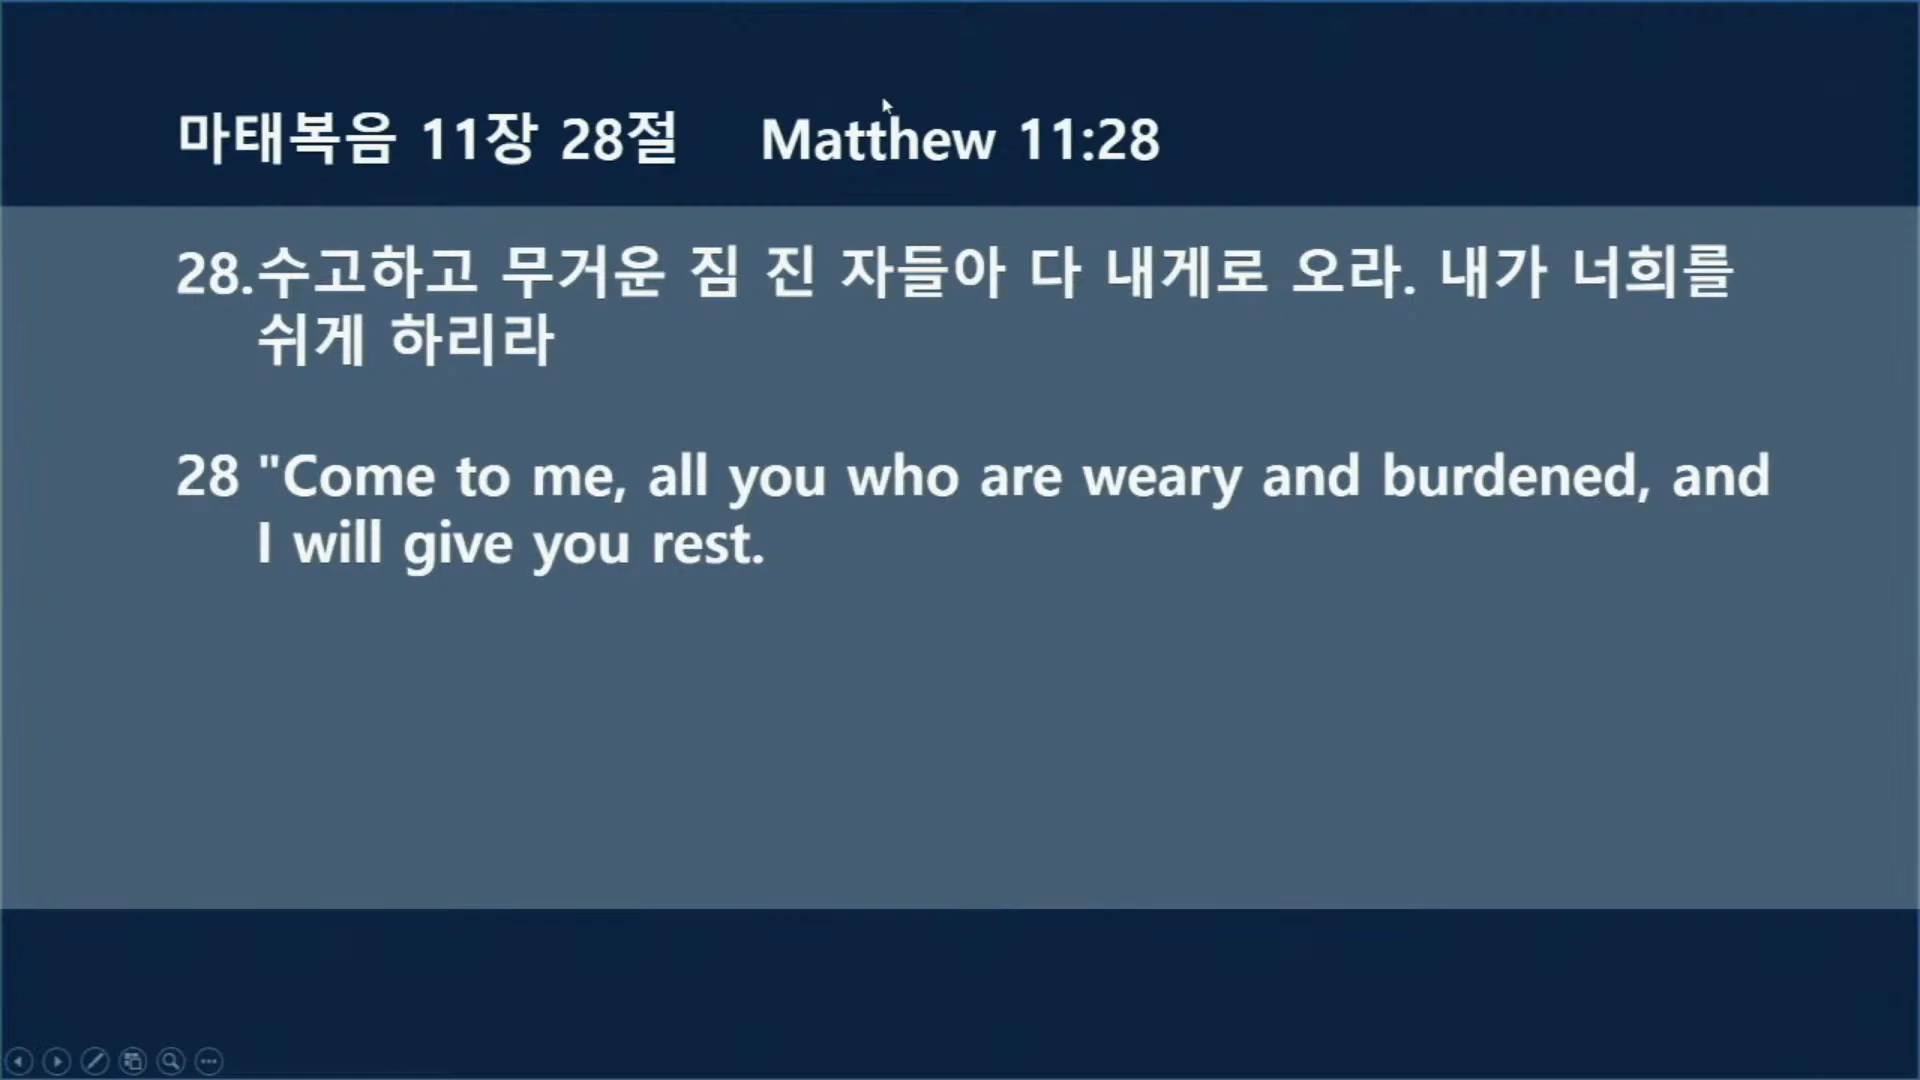 마태복음 11장 28절 Matthew 11:28
28.수고하고 무거운 짐 진 자들아 다 내게로 오라. 내가 너희를
쉬게 하리라
28 "Come to me, all you who are weary and burdened, and
I will give you rest.